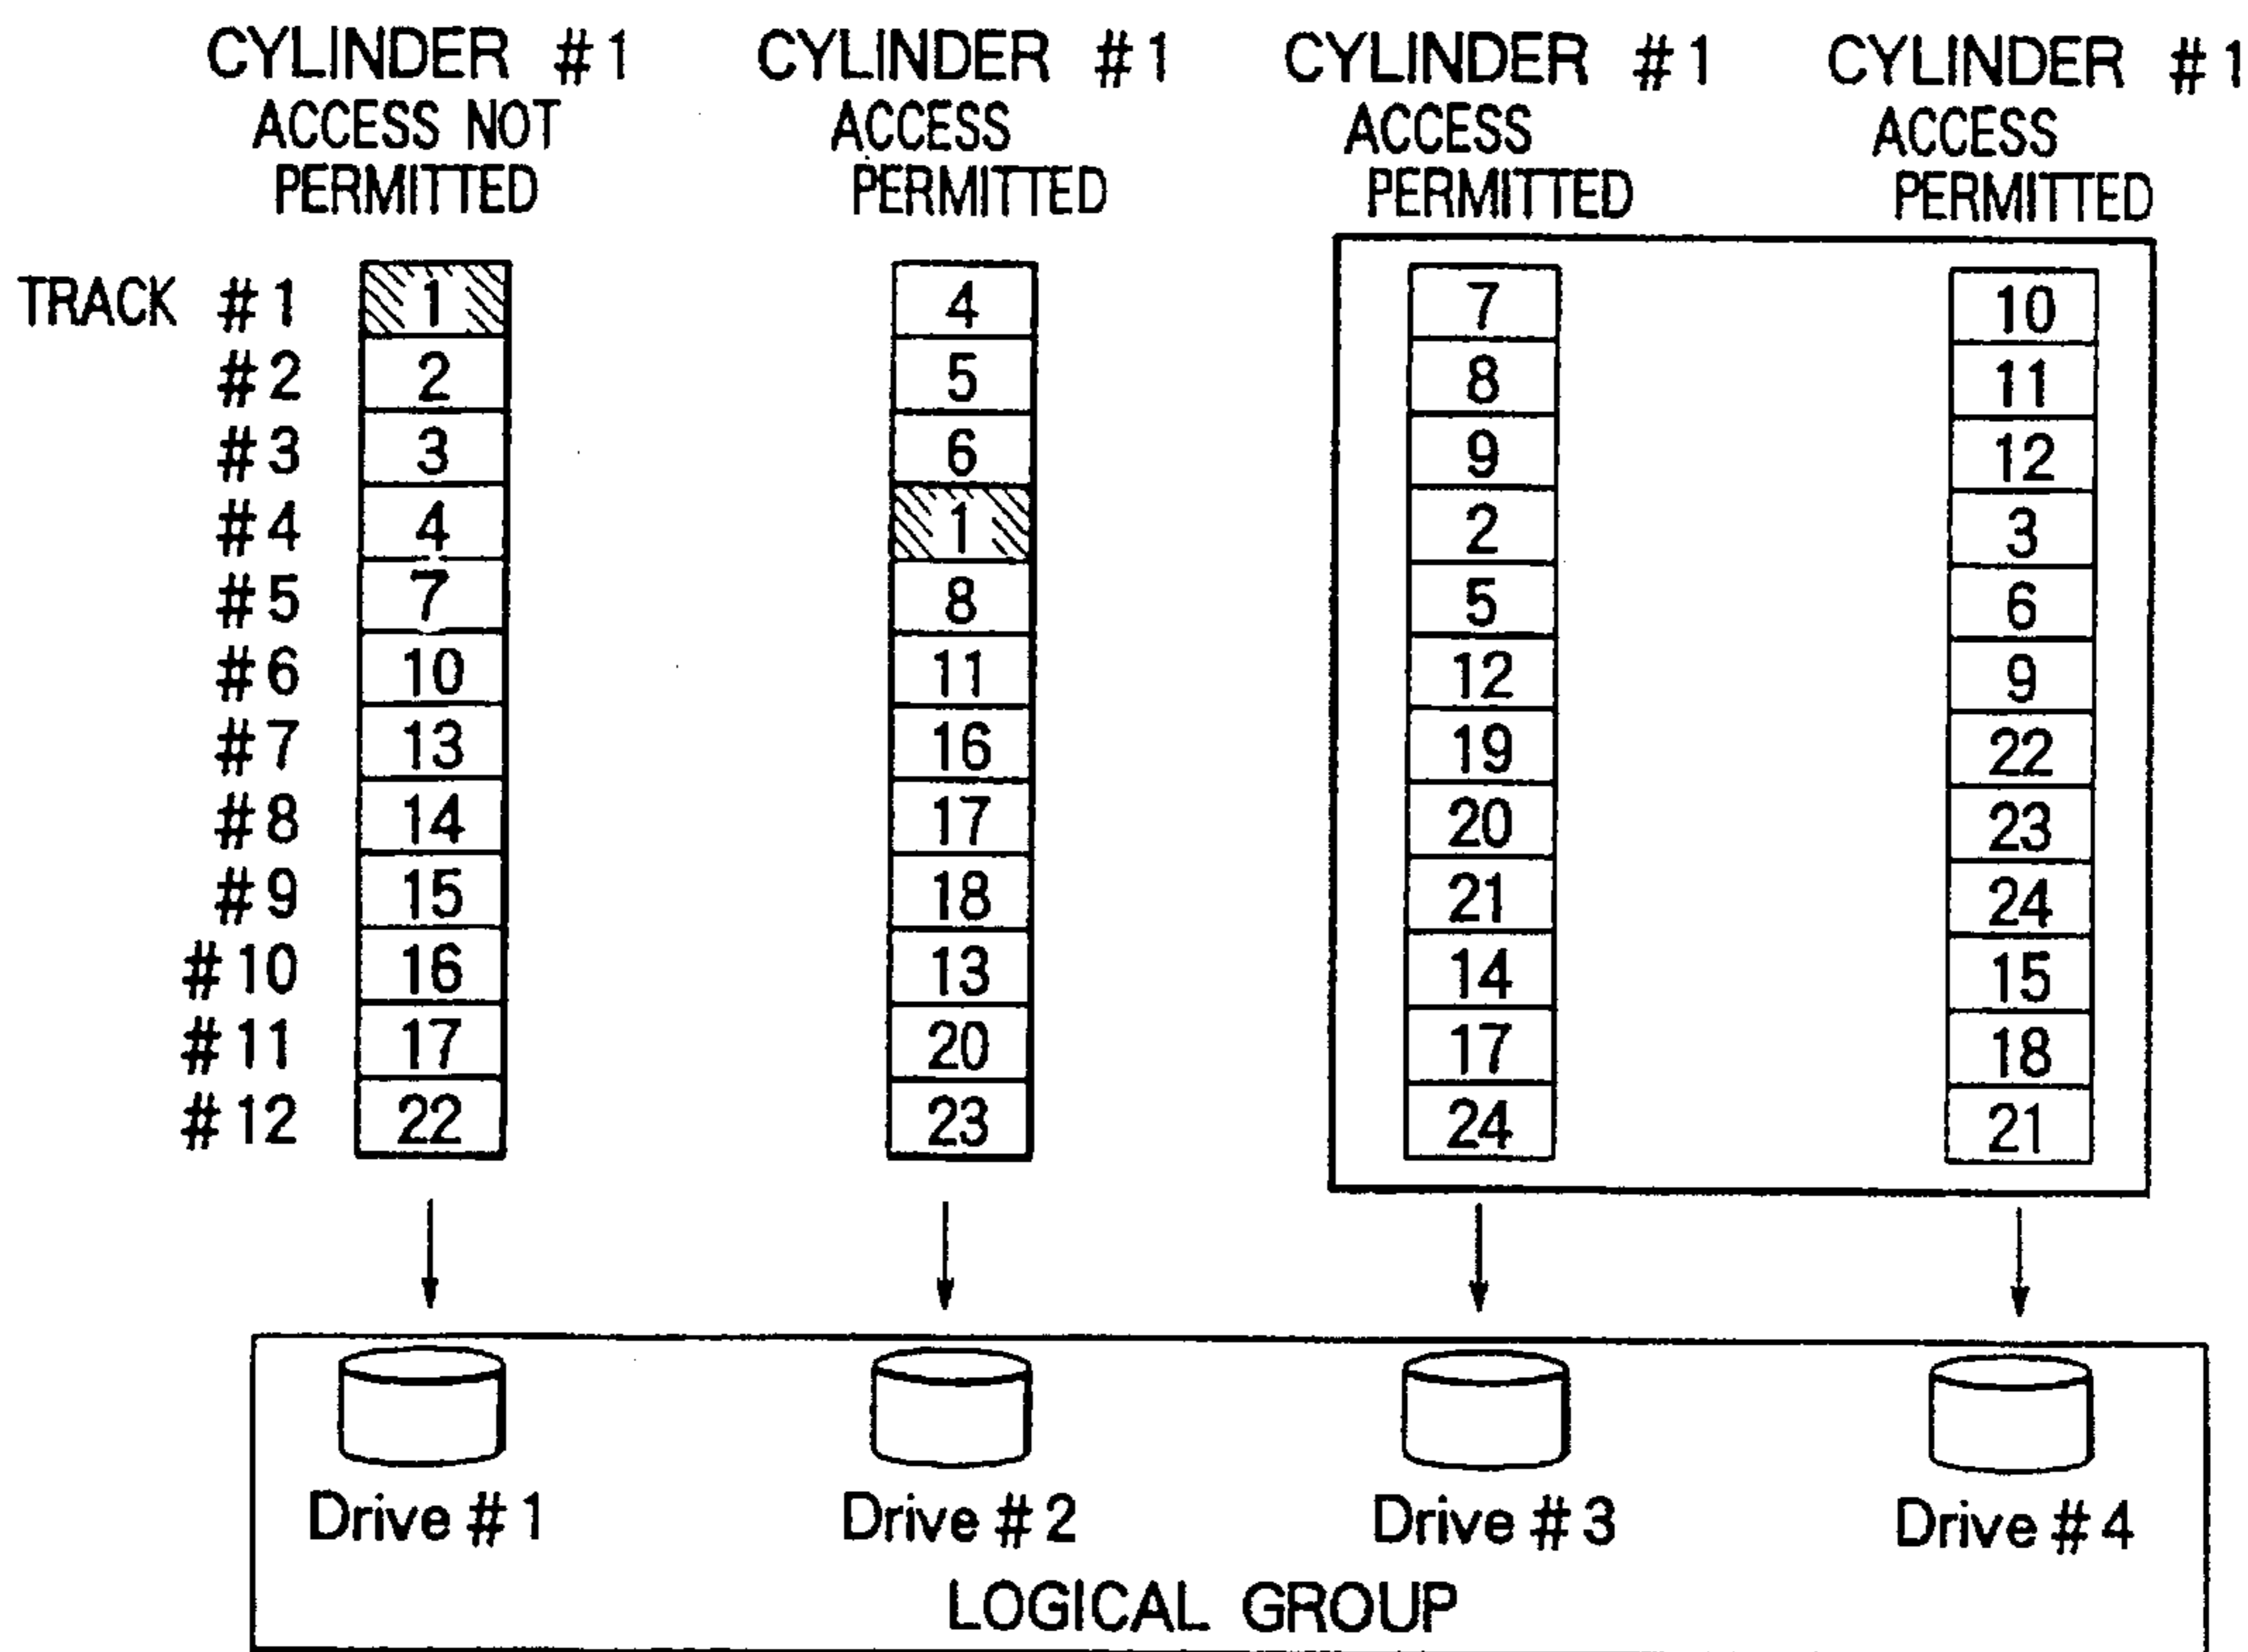 CYLINDER #1 CYLINDER #1 CYLINDER #1 CYLINDER #1
ACCESS NOT ACCESS ACCESS ACCESS
PERMITTED PERMITTED PERMITTED PERMITTED
TRACK #1 1 4 7 10
#2 2 5 8 11
#3 3 6 9 12
#4 4 1 2 3
#5 7 8 5 6
#6 10 11 12 9
#7 13 16 19 22
#8 14 17 20 23
#9 15 18 21 24
#10 16 13 14 15
#11 17 20 17 18
#12 22 23 24 21
Drive #1 Drive #2 Drive #3 Drive #4
LOGICAL GROUP